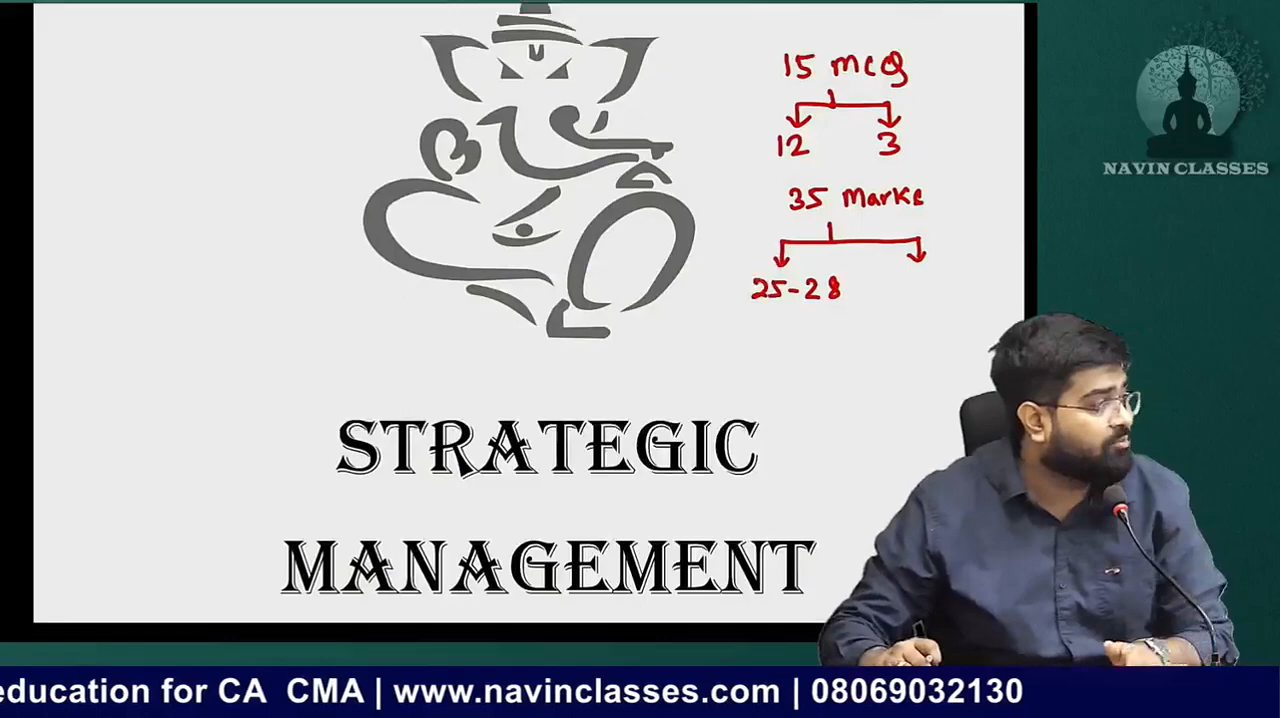 15 MCQ
12 3
35 Marks
25-28
NAVIN CLASSES
STRATEGIC
MANAGEMENT
education for CA CMA | www.navinclasses.com | 08069032130